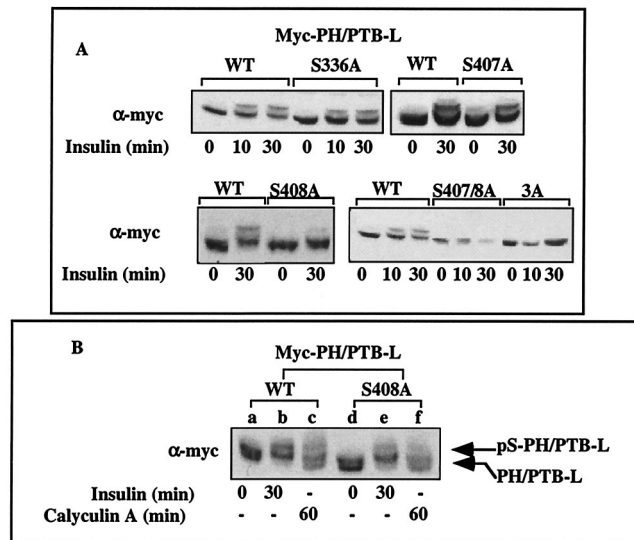 Myc-PH/PTB-L
A
WT S336A WT S407A
α-myc
Insulin (min) 0 10 30 0 10 30 0 30 0 30
WT S408A WT S407/8A 3A
α-myc
Insulin (min) 0 30 0 30 0 10 30 0 10 30 0 10 30
B
Myc-PH/PTB-L
WT S408A
a b c d e f
α-myc
pS-PH/PTB-L
PH/PTB-L
Insulin (min) 0 30 - 0 30 -
Calyculin A (min) - - 60 - - 60